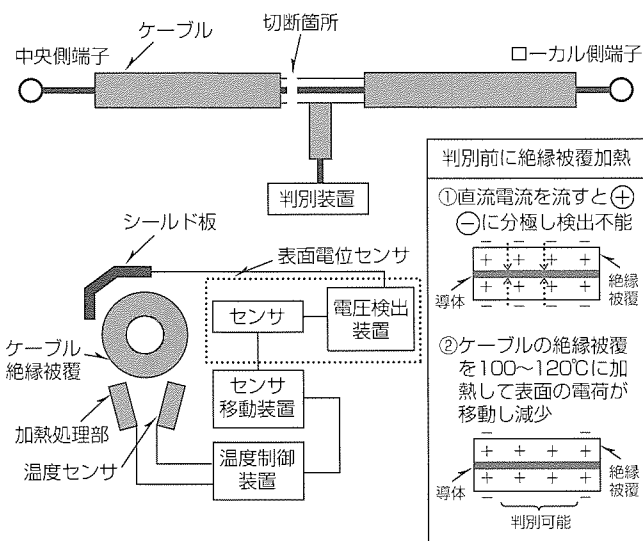 切断箇所
ケーブル
中央側端子
ローカル側端子
判別装置
シールド板
表面電位センサ
センサ
電圧検出
装置
ケーブル
絶縁被覆
センサ
移動装置
加熱処理部
温度センサ
温度制御
装置
判別前に絶縁被覆加熱
①直流電流を流すと⊕
⊖に分極し検出不能
− − − −
+ + + +
導体
絶縁
被覆
+ + + +
− − − −
②ケーブルの絶縁被覆
を100〜120℃に加
熱して表面の電荷が
移動し減少
− −
+ + + +
導体
絶縁
被覆
+ + + +
− −
判別可能